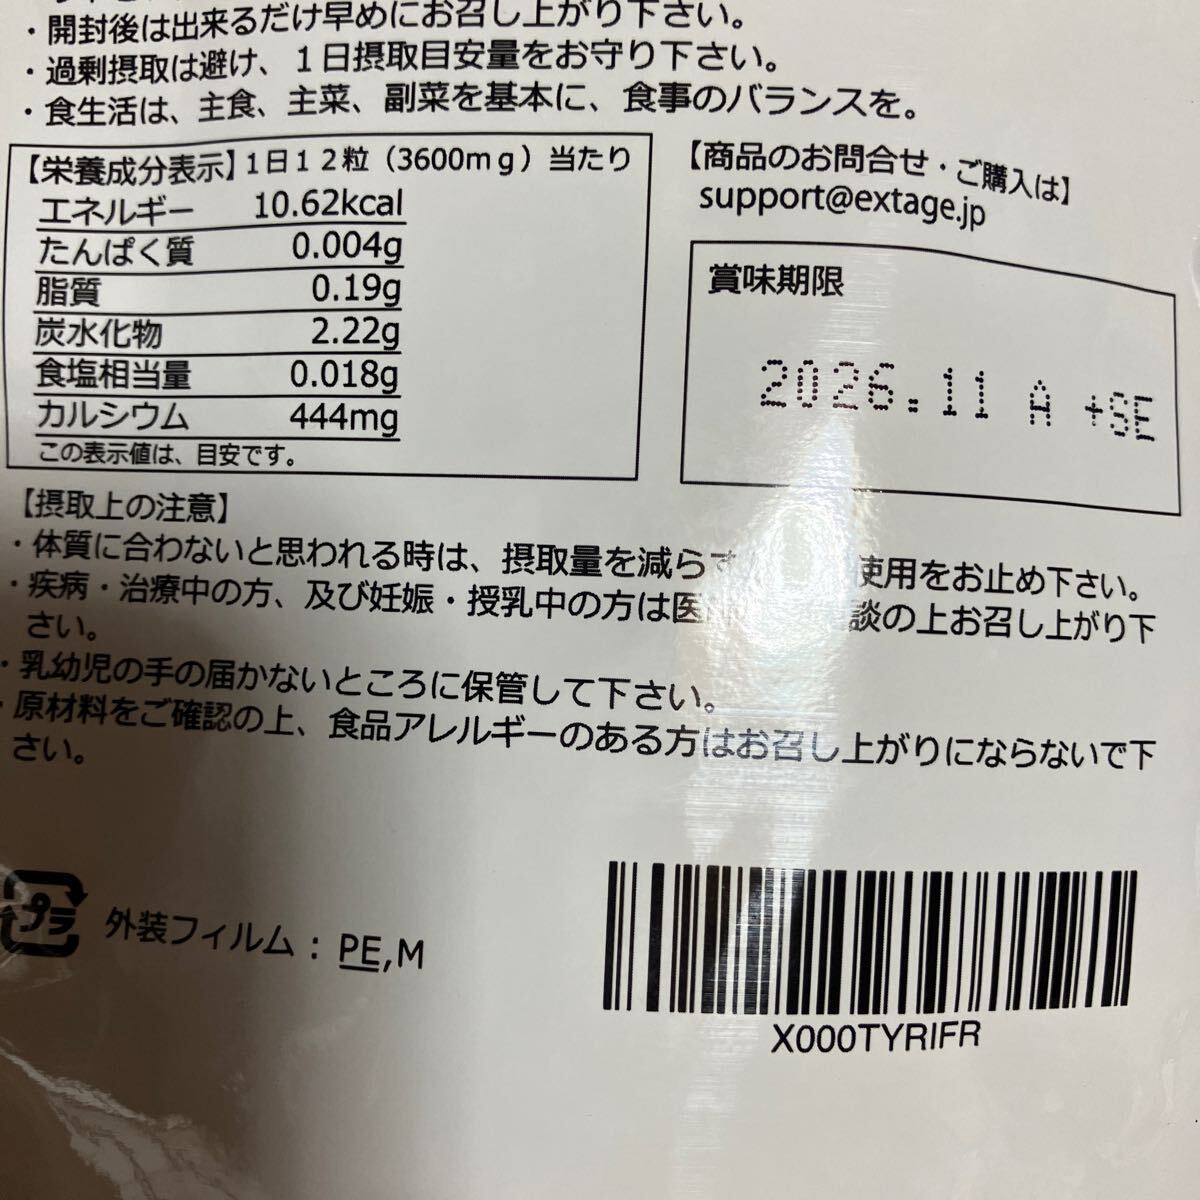 ・開封後は出来るだけ早めにお召し上がり下さい。
・過剰摂取は避け、１日摂取目安量をお守り下さい。
・食生活は、主食、主菜、副菜を基本に、食事のバランスを。
【栄養成分表示】1日１２粒（3600mg）当たり
エネルギー 10.62kcal
たんぱく質 0.004g
脂質 0.19g
炭水化物 2.22g
食塩相当量 0.018g
カルシウム 444mg
この表示値は、目安です。
【商品のお問合せ・ご購入は】
support@extage.jp
賞味期限
2026.11 A +SE
【摂取上の注意】
・体質に合わないと思われる時は、摂取量を減らす 使用をお止め下さい。
・疾病・治療中の方、及び妊娠・授乳中の方は医 談の上お召し上がり下
さい。
・乳幼児の手の届かないところに保管して下さい。
・原材料をご確認の上、食品アレルギーのある方はお召し上がりにならないで下
さい。
プラ 外装フィルム：PE,M
X000TYRIFR